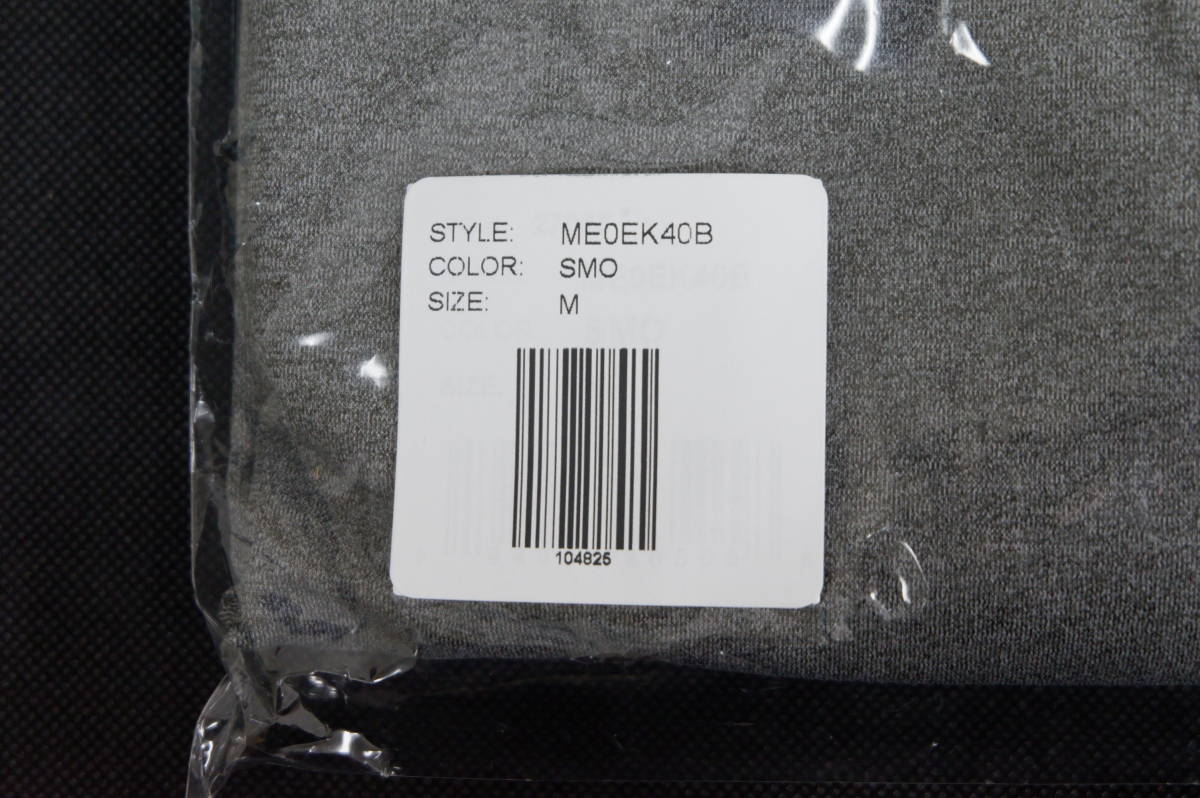 STYLE: ME0EK40B
COLOR: SMO
SIZE: M
104825